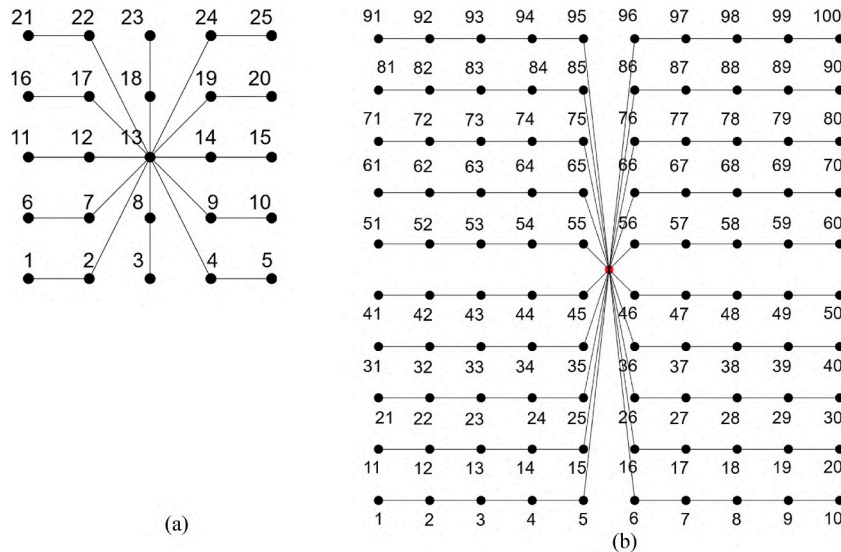 21 22 23 24 25
16 17 18 19 20
11 12 13 14 15
6 7 8 9 10
1 2 3 4 5
(a)
91 92 93 94 95 96 97 98 99 100
81 82 83 84 85 86 87 88 89 90
71 72 73 74 75 76 77 78 79 80
61 62 63 64 65 66 67 68 69 70
51 52 53 54 55 56 57 58 59 60
41 42 43 44 45 46 47 48 49 50
31 32 33 34 35 36 37 38 39 40
21 22 23 24 25 26 27 28 29 30
11 12 13 14 15 16 17 18 19 20
1 2 3 4 5 6 7 8 9 10
(b)